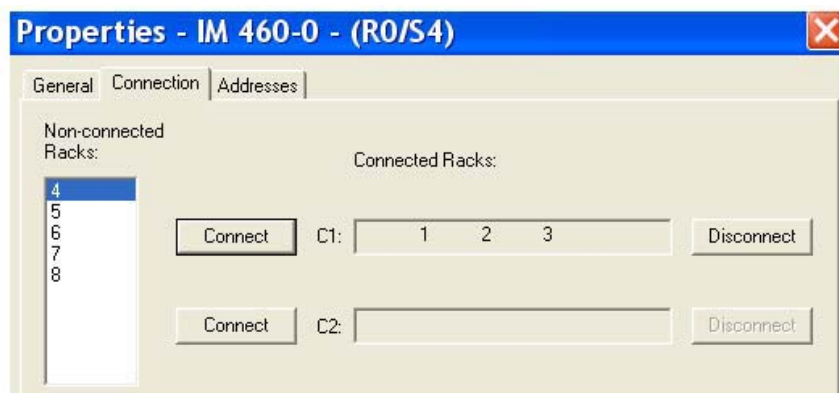 Properties - IM 460-0 - (R0/S4)
General Connection Addresses
Non-connected
Racks:
Connected Racks:
4
5
6
7
8
Connect C1: 1 2 3 Disconnect
Connect C2: Disconnect